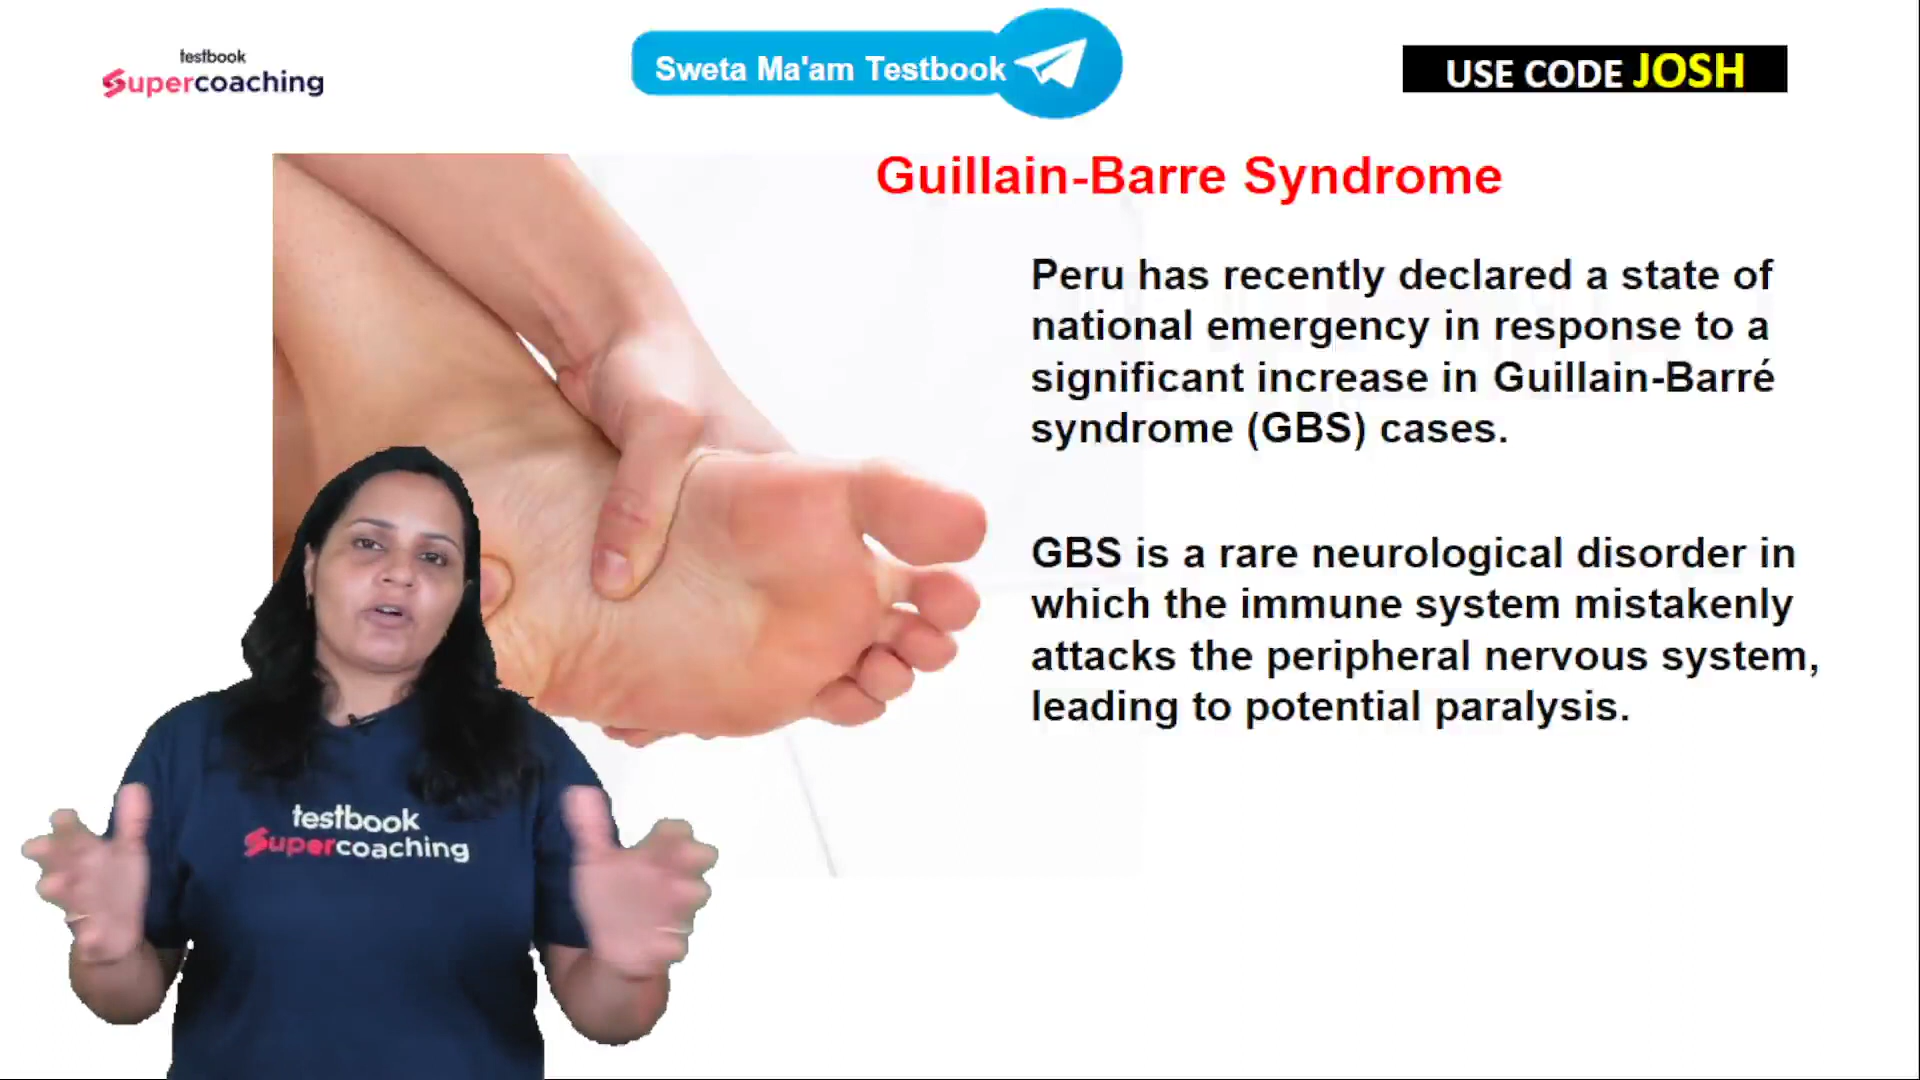 testbook
Supercoaching
Sweta Ma'am Testbook
USE CODE JOSH
Guillain-Barre Syndrome
Peru has recently declared a state of
national emergency in response to a
significant increase in Guillain-Barré
syndrome (GBS) cases.
GBS is a rare neurological disorder in
which the immune system mistakenly
attacks the peripheral nervous system,
leading to potential paralysis.
testbook
Supercoaching